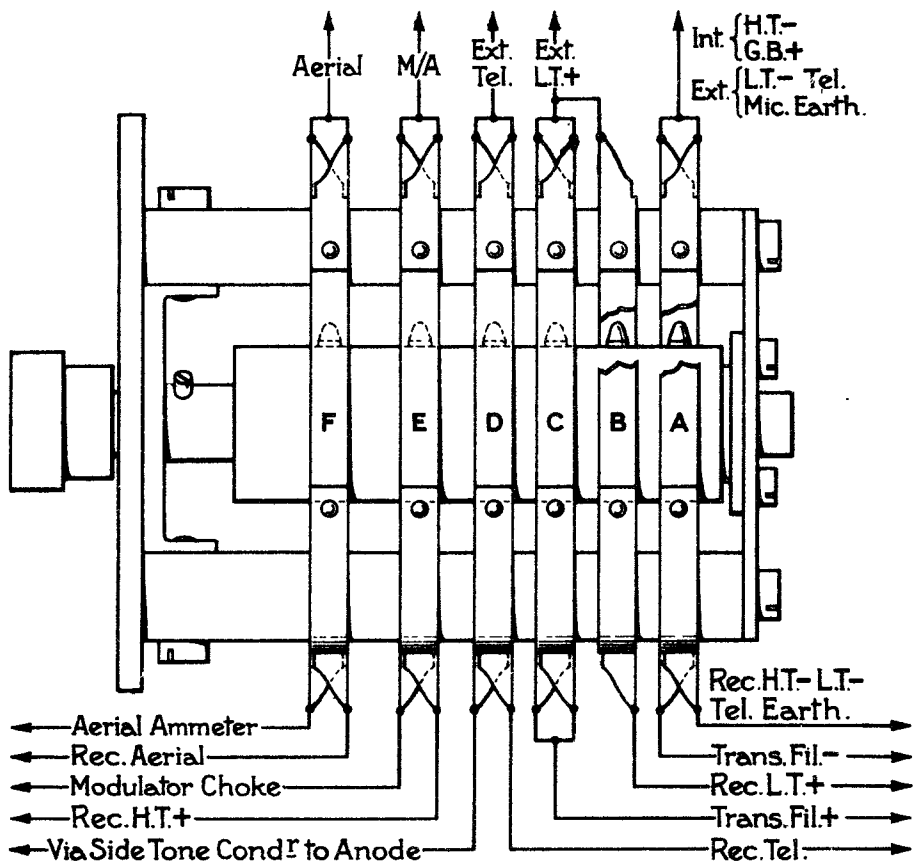 Aerial
M/A
Ext.
Tel.
Ext.
L.T.+
Int. { H.T.-
G.B.+
Ext. { L.T.- Tel.
Mic. Earth.
F E D C B A
Rec. H.T.- L.T.-
Tel. Earth.
Aerial Ammeter
Rec. Aerial
Trans. Fil.-
Modulator Choke
Rec. L.T.+
Rec. H.T.+
Trans. Fil.+
Via Side Tone Condr. to Anode
Rec. Tel.